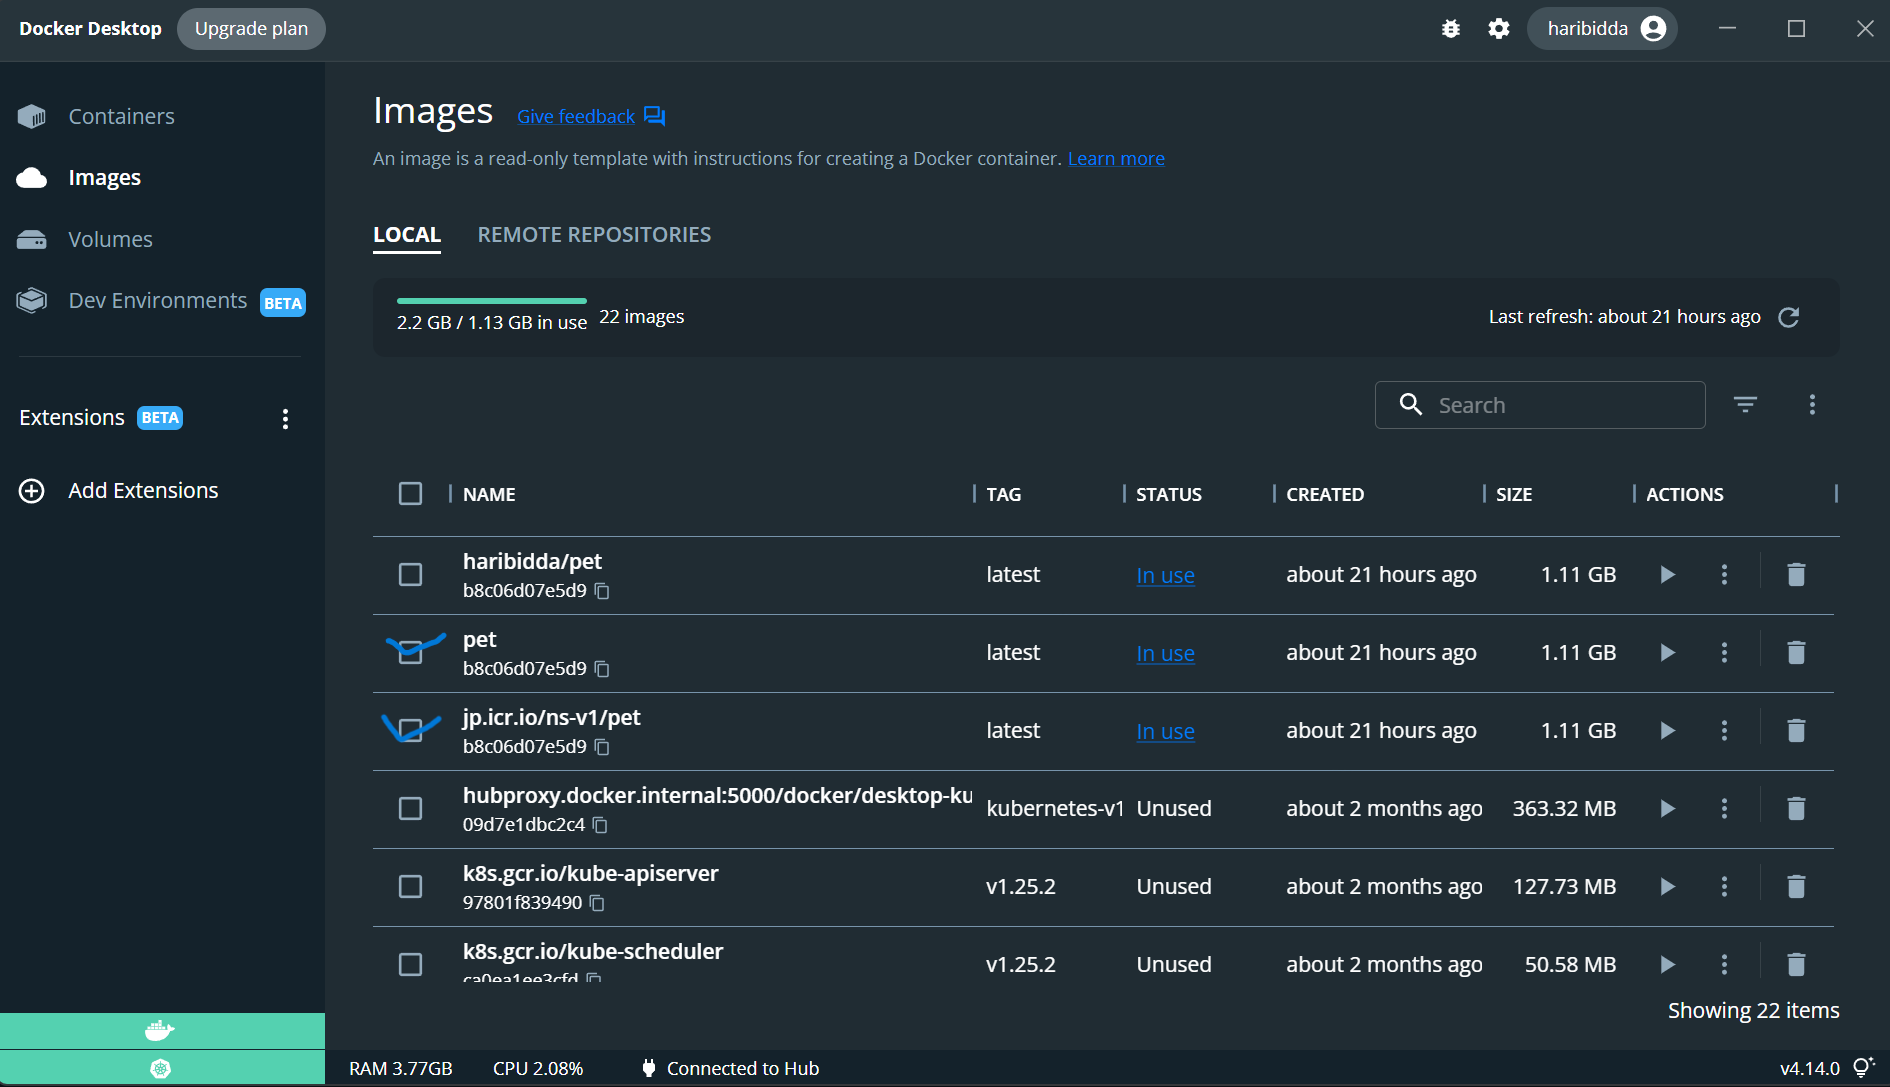 Docker Desktop
Upgrade plan
haribidda
Containers
Images
Volumes
Dev Environments BETA
Extensions BETA
Add Extensions
Images
Give feedback
An image is a read-only template with instructions for creating a Docker container. Learn more
LOCAL
REMOTE REPOSITORIES
2.2 GB / 1.13 GB in use
22 images
Last refresh: about 21 hours ago
Search
NAME TAG STATUS CREATED SIZE ACTIONS
haribidda/pet
b8c06d07e5d9
latest In use about 21 hours ago 1.11 GB
pet
b8c06d07e5d9
latest In use about 21 hours ago 1.11 GB
jp.icr.io/ns-v1/pet
b8c06d07e5d9
latest In use about 21 hours ago 1.11 GB
hubproxy.docker.internal:5000/docker/desktop-ku
09d7e1dbc2c4
kubernetes-v1 Unused about 2 months ago 363.32 MB
k8s.gcr.io/kube-apiserver
97801f839490
v1.25.2 Unused about 2 months ago 127.73 MB
k8s.gcr.io/kube-scheduler
ca0ea1ee3cfd
v1.25.2 Unused about 2 months ago 50.58 MB
Showing 22 items
RAM 3.77GB CPU 2.08% Connected to Hub
v4.14.0